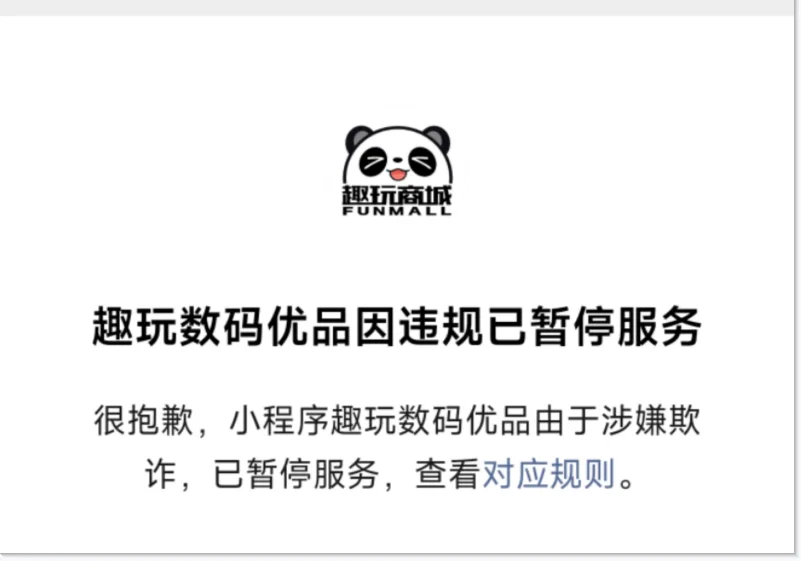 趣玩商城
FUNMALL
趣玩数码优品因违规已暂停服务
很抱歉，小程序趣玩数码优品由于涉嫌欺
诈，已暂停服务，查看对应规则。